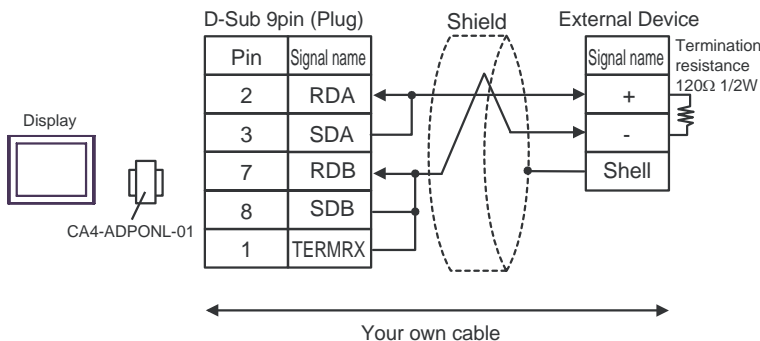 D-Sub 9pin (Plug)
Shield
External Device
Pin
Signal name
2
RDA
3
SDA
7
RDB
8
SDB
1
TERMRX
Signal name
+
-
Shell
Termination
resistance
120Ω 1/2W
Display
CA4-ADPONL-01
Your own cable